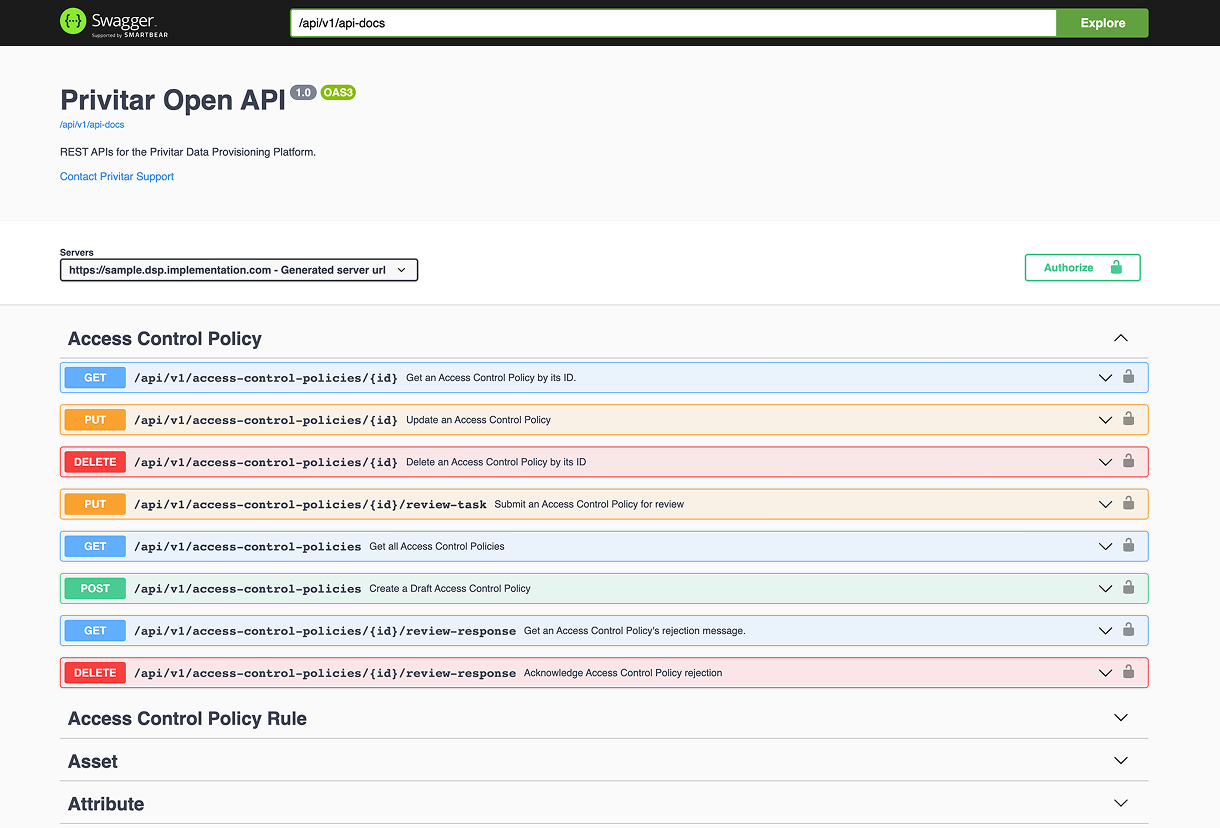 Swagger.
Supported by SMARTBEAR
/api/v1/api-docs
Explore
Privitar Open API 1.0 OAS3
/api/v1/api-docs
REST APIs for the Privitar Data Provisioning Platform.
Contact Privitar Support
Servers
https://sample.dsp.implementation.com - Generated server url
Authorize
Access Control Policy
GET /api/v1/access-control-policies/{id} Get an Access Control Policy by its ID.
PUT /api/v1/access-control-policies/{id} Update an Access Control Policy
DELETE /api/v1/access-control-policies/{id} Delete an Access Control Policy by its ID
PUT /api/v1/access-control-policies/{id}/review-task Submit an Access Control Policy for review
GET /api/v1/access-control-policies Get all Access Control Policies
POST /api/v1/access-control-policies Create a Draft Access Control Policy
GET /api/v1/access-control-policies/{id}/review-response Get an Access Control Policy's rejection message.
DELETE /api/v1/access-control-policies/{id}/review-response Acknowledge Access Control Policy rejection
Access Control Policy Rule
Asset
Attribute